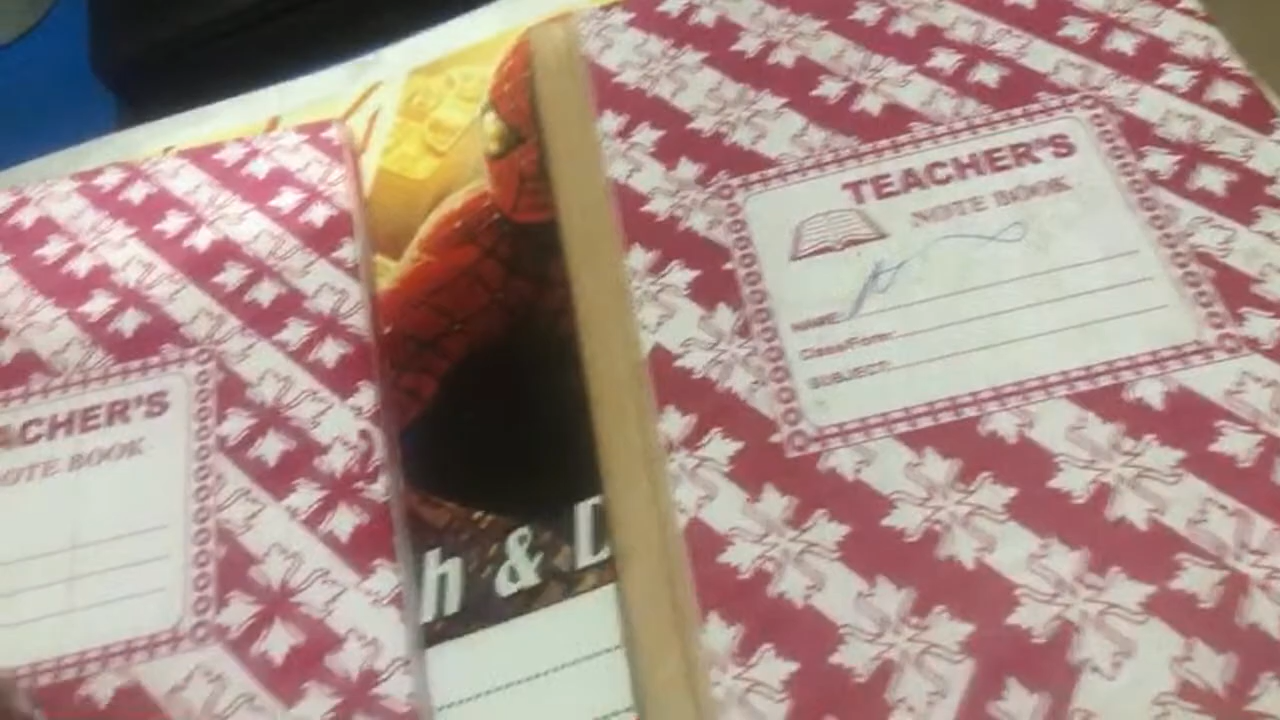 TEACHER'S
NOTE BOOK
NAME:
Class/Form:
SUBJECT:
ACHER'S
OTE BOOK
h & D